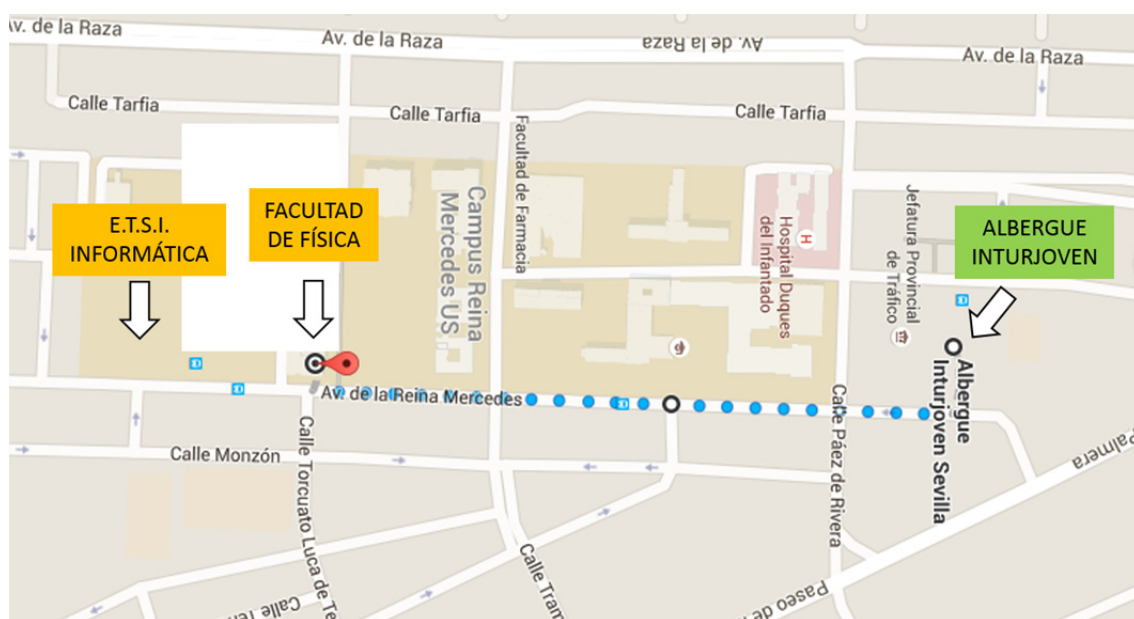 Av. de la Raza
Av. de la Raza
Av. de la Raza
Av. de la Raza
Calle Tarfia
Calle Tarfia
Calle Tarfia
E.T.S.I.
INFORMÁTICA
FACULTAD
DE FÍSICA
Campus Reina
Mercedes US
Facultad de Farmacia
H
Hospital Duques
del Infantado
Jefatura Provincial
de Tráfico
ALBERGUE
INTURJOVEN
Albergue
Inturjoven Sevilla
Av. de la Reina Mercedes
Calle Monzón
Calle Torcuato Luca de Te
Calle Páez de Rivera
Calle Tram
Calle Ten
Paseo de
Palmera